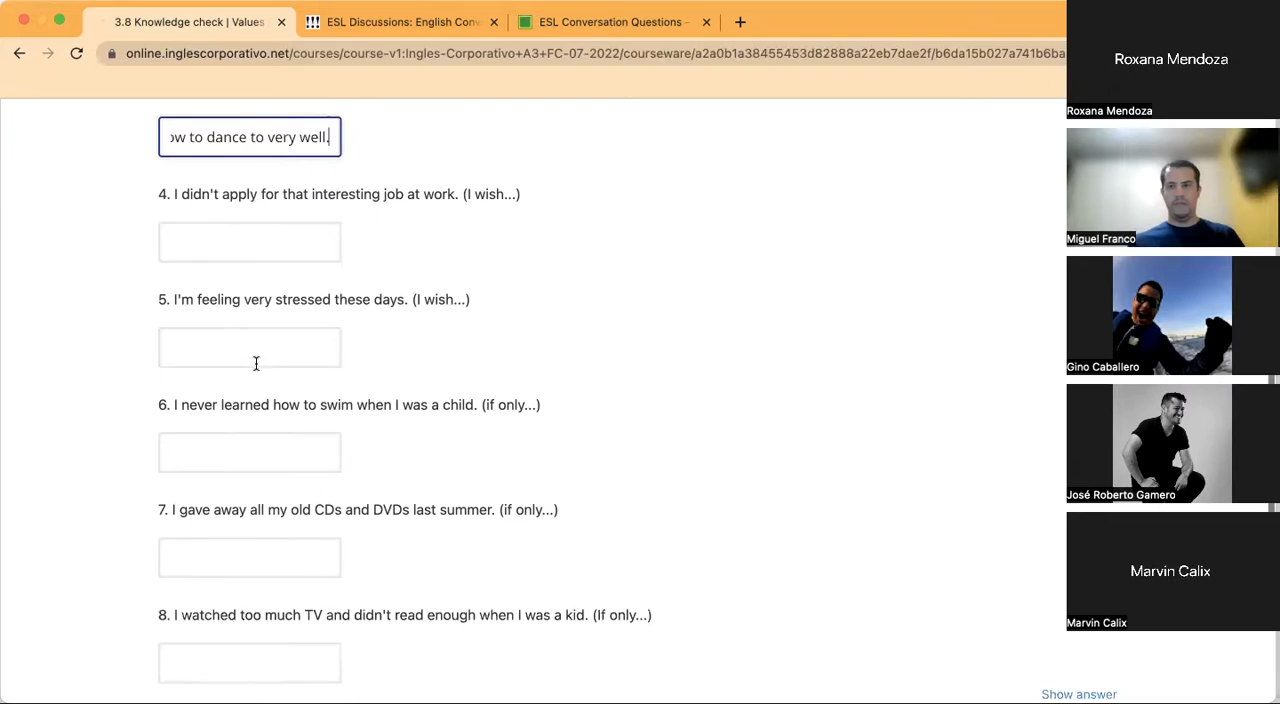 3.8 Knowledge check | Values
ESL Discussions: English Conv
ESL Conversation Questions -
online.inglescorporativo.net/courses/course-v1:Ingles-Corporativo+A3+FC-07-2022/courseware/a2a0b1a38455453d82888a22eb7dae2f/b6da15b027a741b6ba
ow to dance to very well.
4. I didn't apply for that interesting job at work. (I wish...)
5. I'm feeling very stressed these days. (I wish...)
6. I never learned how to swim when I was a child. (if only...)
7. I gave away all my old CDs and DVDs last summer. (if only...)
8. I watched too much TV and didn't read enough when I was a kid. (If only...)
Show answer
Roxana Mendoza
Roxana Mendoza
Miguel Franco
Gino Caballero
José Roberto Gamero
Marvin Calix
Marvin Calix